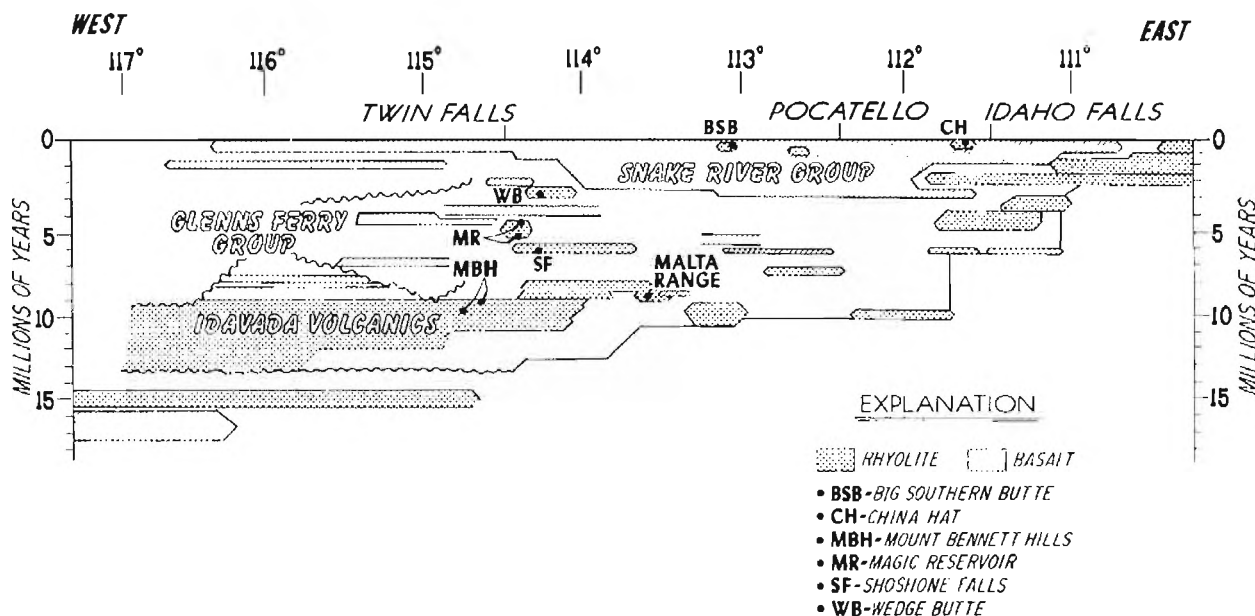 WEST
EAST
117° 116° 115° 114° 113° 112° 111°
TWIN FALLS POCATELLO IDAHO FALLS
BSB CH
0 0
SNAKE RIVER GROUP
WB
GLENNS FERRY
GROUP
5 5
MR
SF
MBH
MALTA
RANGE
IDAVADA VOLCANICS
10 10
15 15
MILLIONS OF YEARS
MILLIONS OF YEARS
EXPLANATION
RHYOLITE BASALT
• BSB-BIG SOUTHERN BUTTE
• CH-CHINA HAT
• MBH-MOUNT BENNETT HILLS
• MR-MAGIC RESERVOIR
• SF-SHOSHONE FALLS
• WB-WEDGE BUTTE